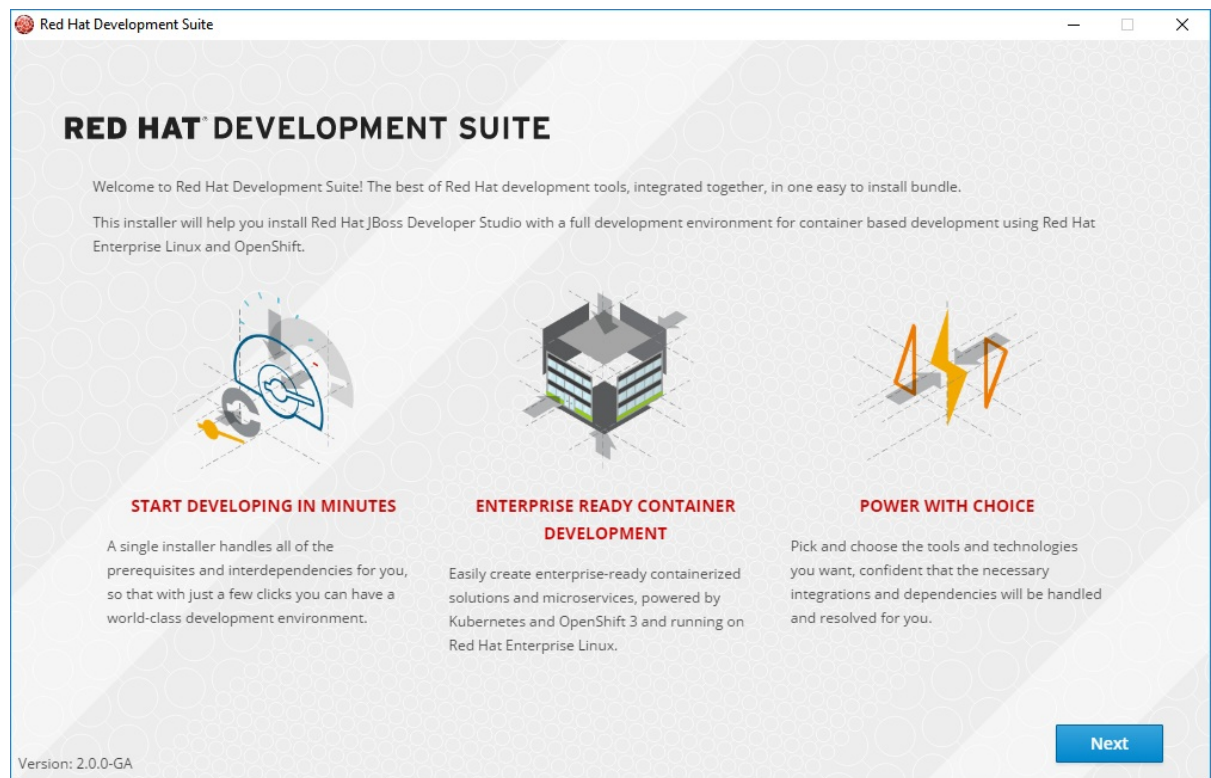 Red Hat Development Suite
RED HAT® DEVELOPMENT SUITE
Welcome to Red Hat Development Suite! The best of Red Hat development tools, integrated together, in one easy to install bundle.
This installer will help you install Red Hat JBoss Developer Studio with a full development environment for container based development using Red Hat
Enterprise Linux and OpenShift.
START DEVELOPING IN MINUTES
A single installer handles all of the
prerequisites and interdependencies for you,
so that with just a few clicks you can have a
world-class development environment.
ENTERPRISE READY CONTAINER
DEVELOPMENT
Easily create enterprise-ready containerized
solutions and microservices, powered by
Kubernetes and OpenShift 3 and running on
Red Hat Enterprise Linux.
POWER WITH CHOICE
Pick and choose the tools and technologies
you want, confident that the necessary
integrations and dependencies will be handled
and resolved for you.
Next
Version: 2.0.0-GA